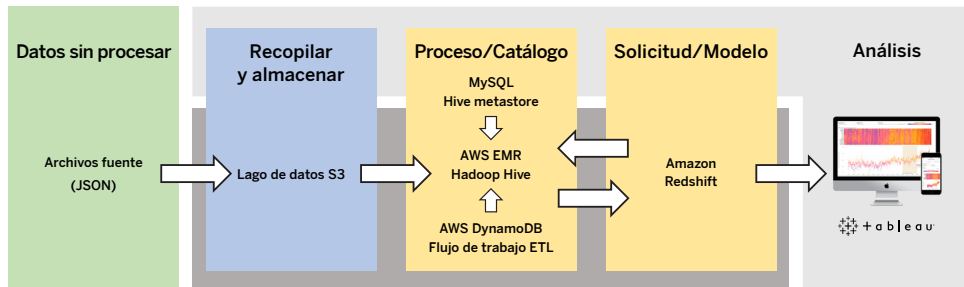 Datos sin procesar
Archivos fuente
(JSON)
Recopilar
y almacenar
Lago de datos S3
Proceso/Catálogo
MySQL
Hive metastore
AWS EMR
Hadoop Hive
AWS DynamoDB
Flujo de trabajo ETL
Solicitud/Modelo
Amazon
Redshift
Análisis
+ableau